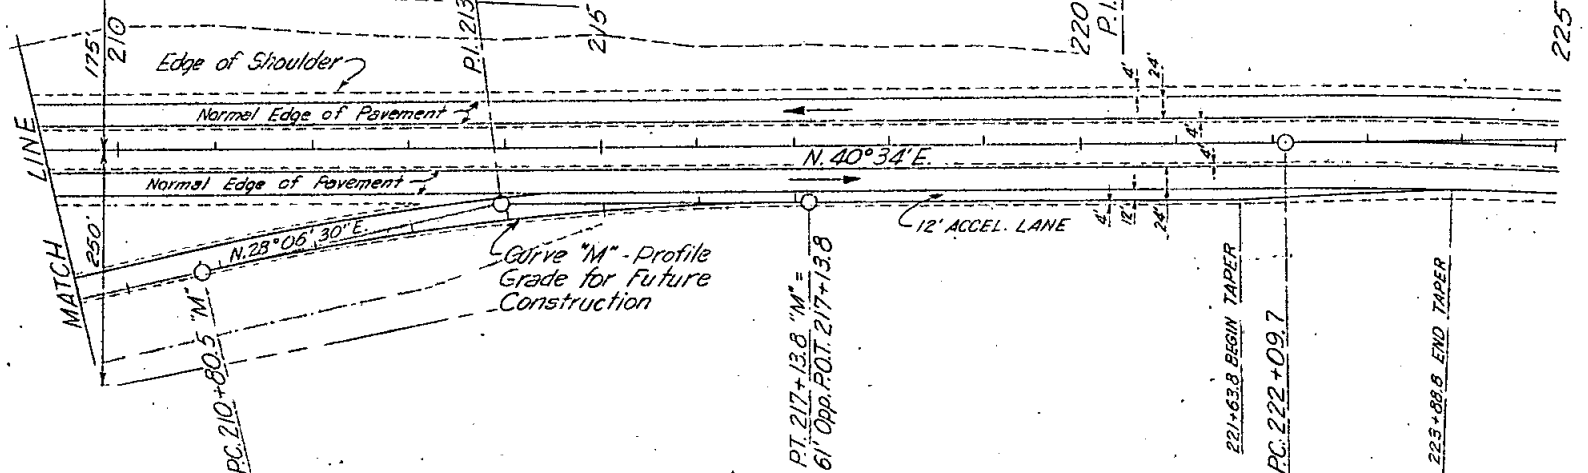 210
P.I. 213
215
220
P.I.
225
175'
Edge of Shoulder
4'
24'
Normal Edge of Pavement
4'
4'
N. 40°34'E.
MATCH LINE
Normal Edge of Pavement
250'
N.28°06'30"E.
12' ACCEL. LANE
4'
12'
24'
Curve "M" - Profile
Grade for Future
Construction
P.C. 210+80.5 "M"
P.T. 217+13.8 "M" =
61' Opp. P.O.T. 217+13.8
221+63.8 BEGIN TAPER
P.C. 222+09.7
223+88.8 END TAPER